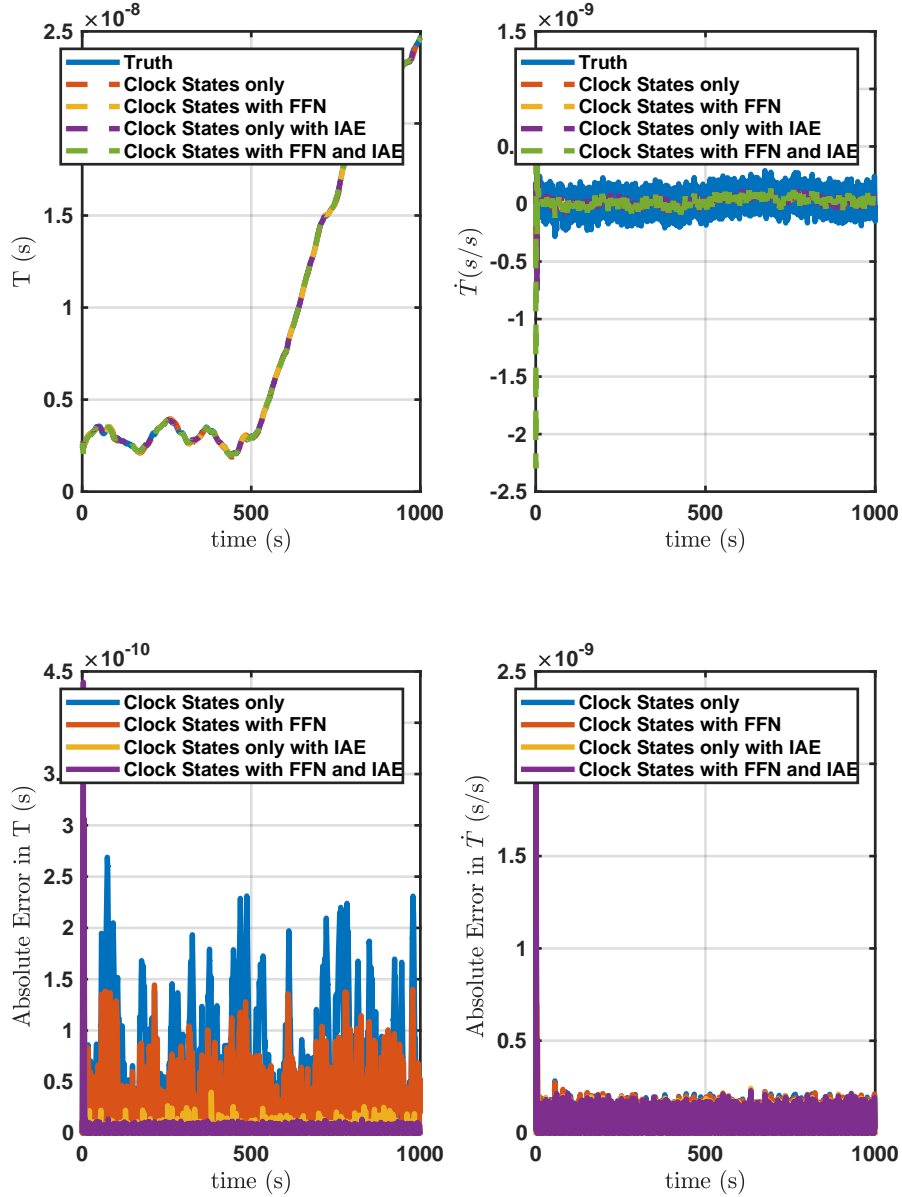 ×10⁻⁸
2.5
1.5
1
0.5
0
0
500
1000
T (s)
time (s)
Truth
Clock States only
Clock States with FFN
Clock States only with IAE
Clock States with FFN and IAE
×10⁻⁹
1.5
0.
0
-0.5
-1
-1.5
-2
-2.5
0
500
1000
Ṫ(s/s)
time (s)
Truth
Clock States only
Clock States with FFN
Clock States only with IAE
Clock States with FFN and IAE
×10⁻¹⁰
4.5
3.
3
2.5
2
1.5
1
0.5
0
0
500
1000
Absolute Error in T (s)
time (s)
Clock States only
Clock States with FFN
Clock States only with IAE
Clock States with FFN and IAE
×10⁻⁹
2.5
1.5
1
0.5
0
0
500
1000
Absolute Error in Ṫ (s/s)
time (s)
Clock States only
Clock States with FFN
Clock States only with IAE
Clock States with FFN and IAE